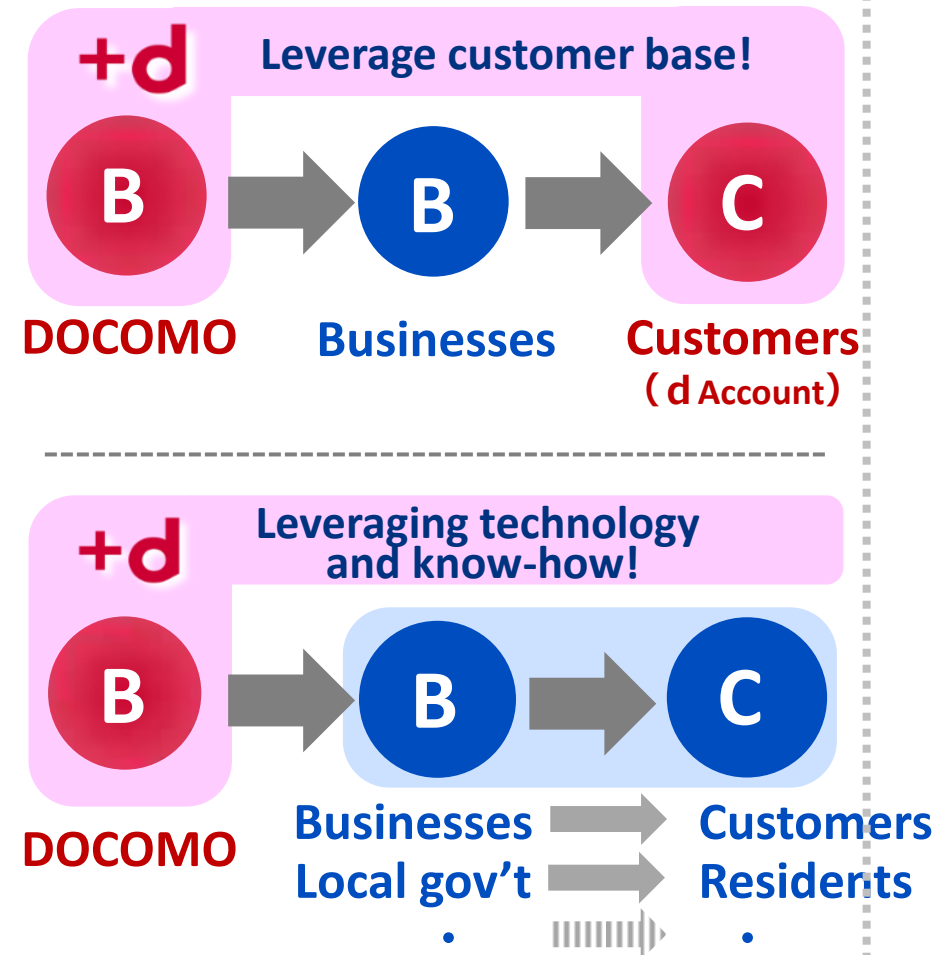 +d
Leverage customer base!
B
B
C
DOCOMO
Businesses
Customers
（d Account）
+d
Leveraging technology
and know-how!
B
B
C
DOCOMO
Businesses
Customers
Local gov’t
Residents
・
・